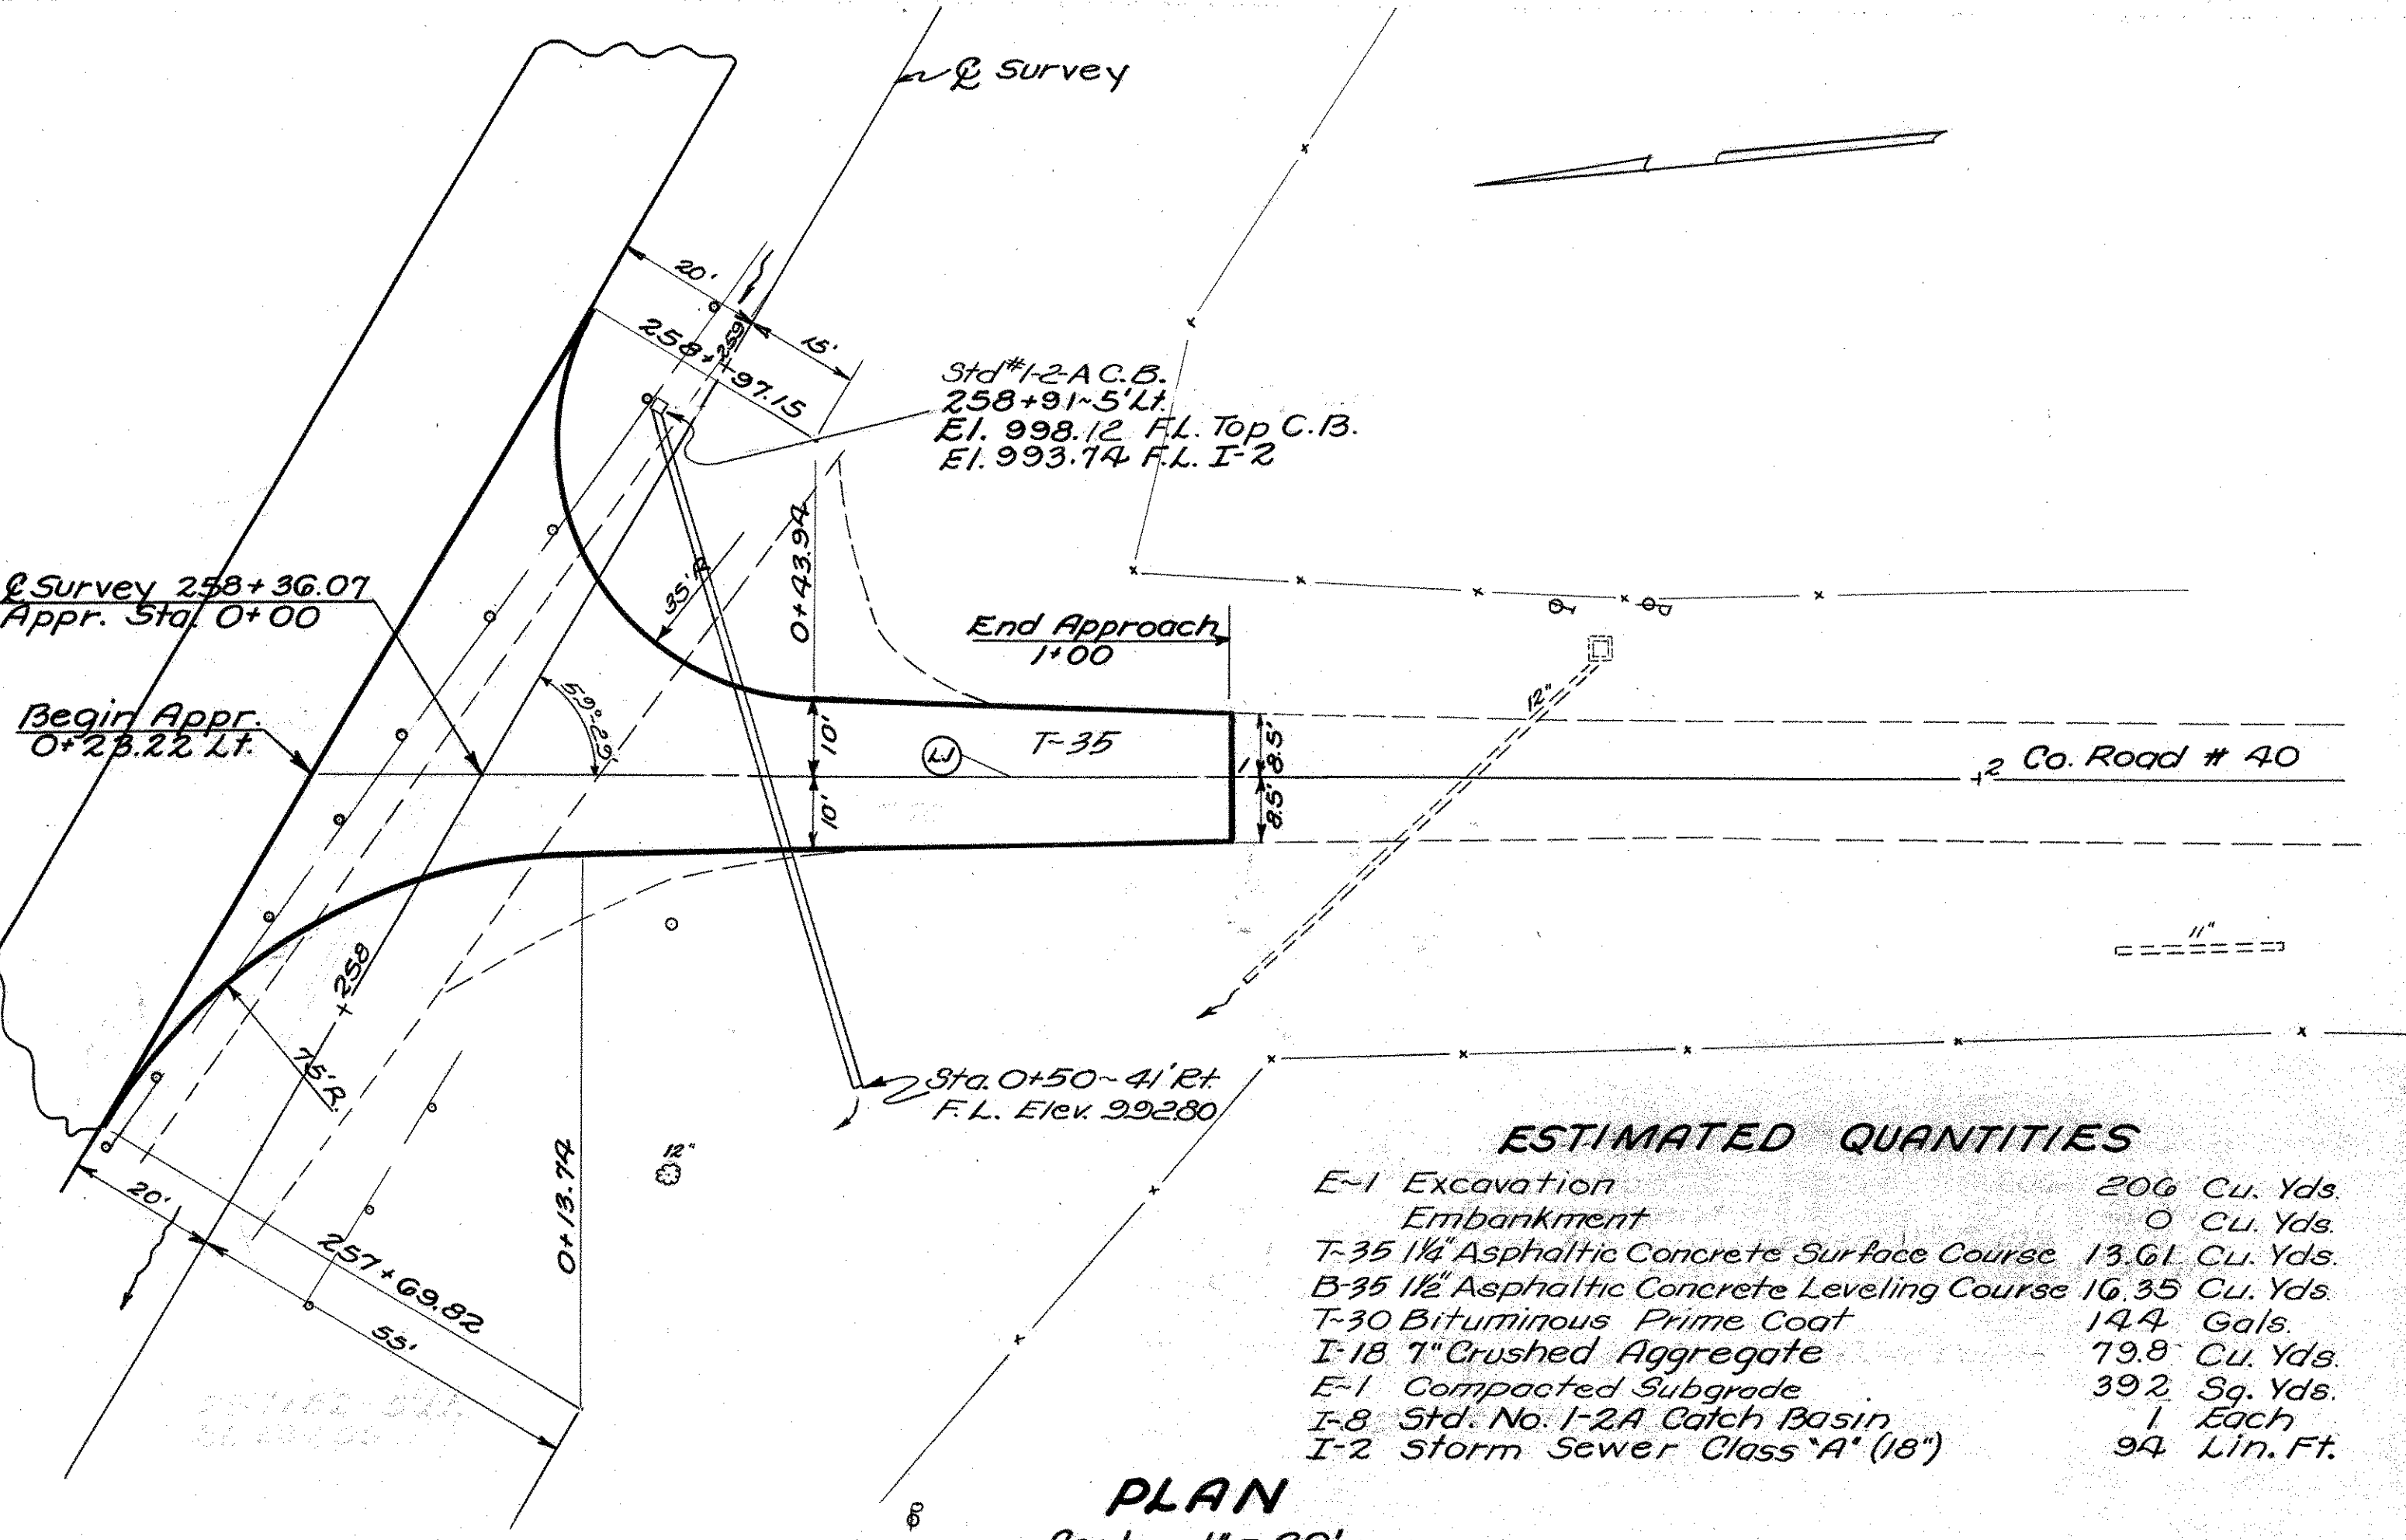 ℄ Survey
20'
258+97.15
259
15'
Std#1-2-A C.B.
258+91~5'Lt.
El. 998.12 F.L. Top C.B.
El. 993.74 F.L. I-2
0+43.94
35' R
℄ Survey 258+36.07
Appr. Sta. 0+00
End Approach
1+00
59°-22'
Begin Appr.
0+23.22 Lt.
12"
10'
T-35
LJ
8.5'
1
2
Co. Road # 40
10'
8.5'
258
11"
75'R.
Sta. 0+50~41'Rt.
F.L. Elev. 992.80
12"
0+13.74
20'
257+69.82
55'
ESTIMATED QUANTITIES
E~1 Excavation 206 Cu. Yds.
Embankment 0 Cu. Yds.
T-35 1¼" Asphaltic Concrete Surface Course 13.61 Cu. Yds.
B-35 1½" Asphaltic Concrete Leveling Course 16.35 Cu. Yds.
T-30 Bituminous Prime Coat 144 Gals.
I-18 7" Crushed Aggregate 79.8 Cu. Yds.
E~1 Compacted Subgrade 392 Sq. Yds.
I-8 Std. No. 1-2A Catch Basin 1 Each
I-2 Storm Sewer Class "A" (18") 94 Lin. Ft.
PLAN